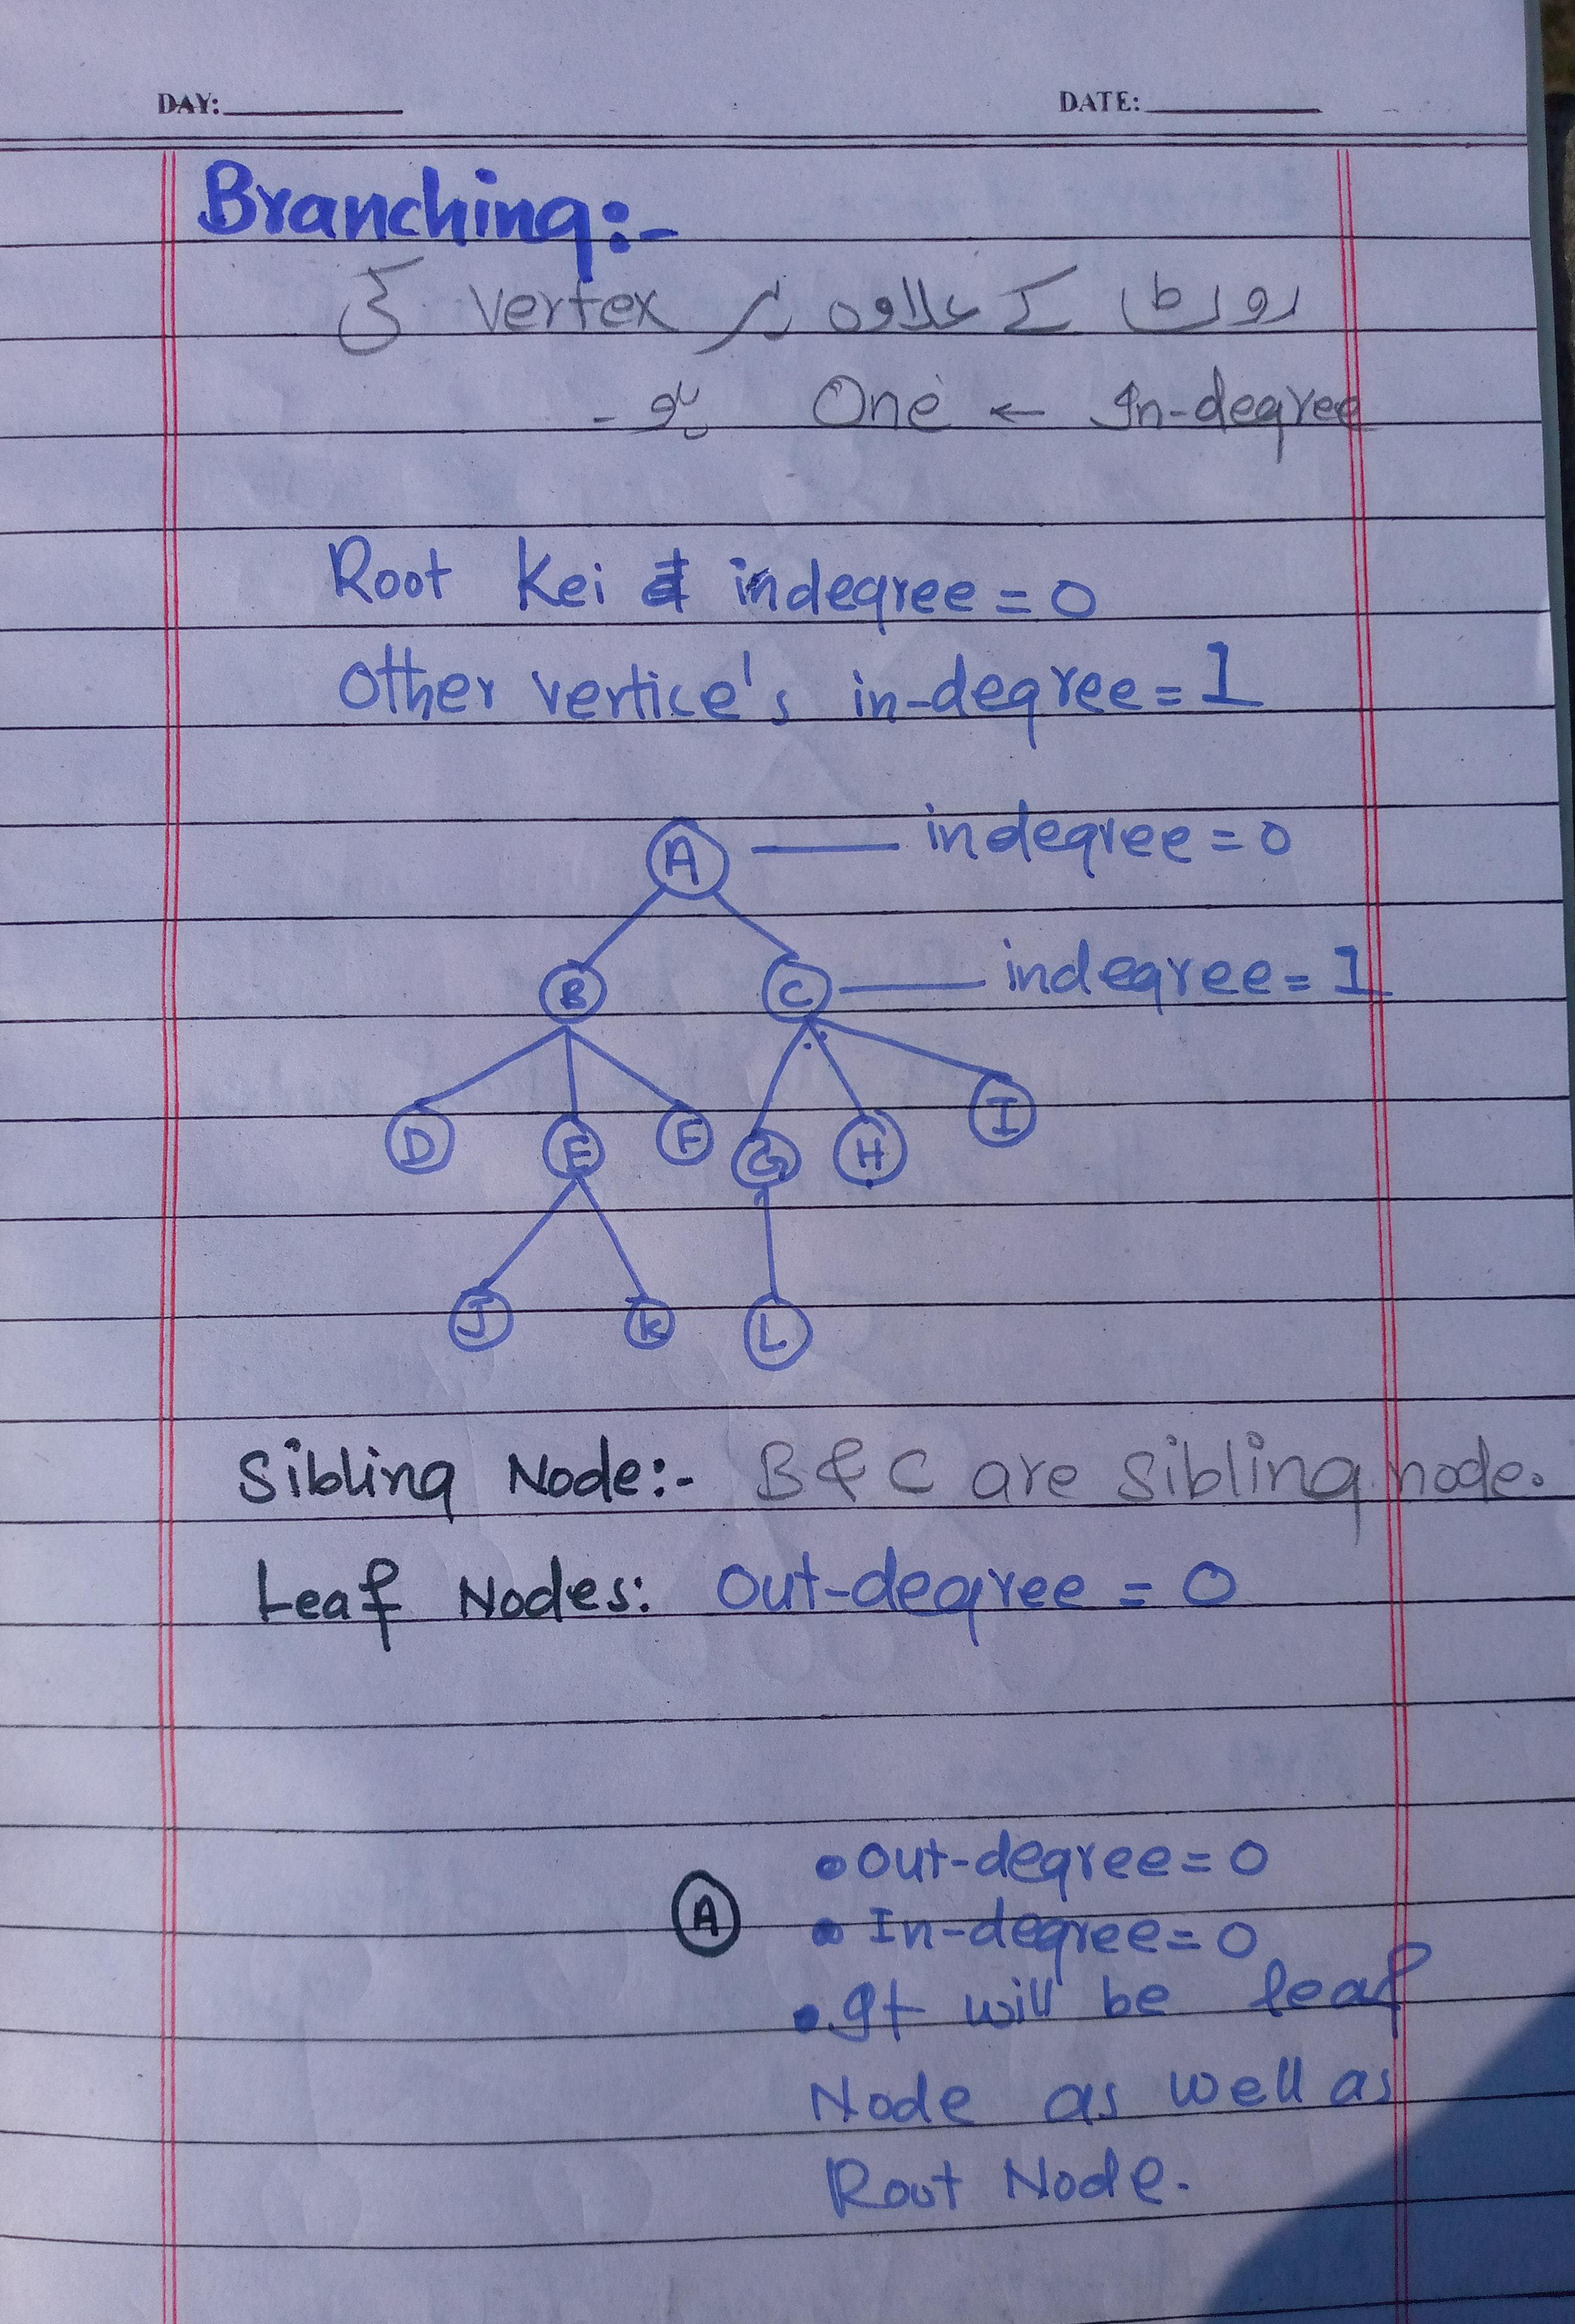 DAY: DATE:
Branching:-
روٹ کے علاوہ ہر vertex کی
In-degree ← One ہو -
Root Kei indegree = 0
Other vertice's in-degree = 1
A — indegree = 0
B C — indegree = 1
D E F G H I
J K L
Sibling Node:- B & C are sibling node.
Leaf Nodes: Out-degree = 0
• Out-degree = 0
A • In-degree = 0
• It will be leaf
Node as well as
Root Node.